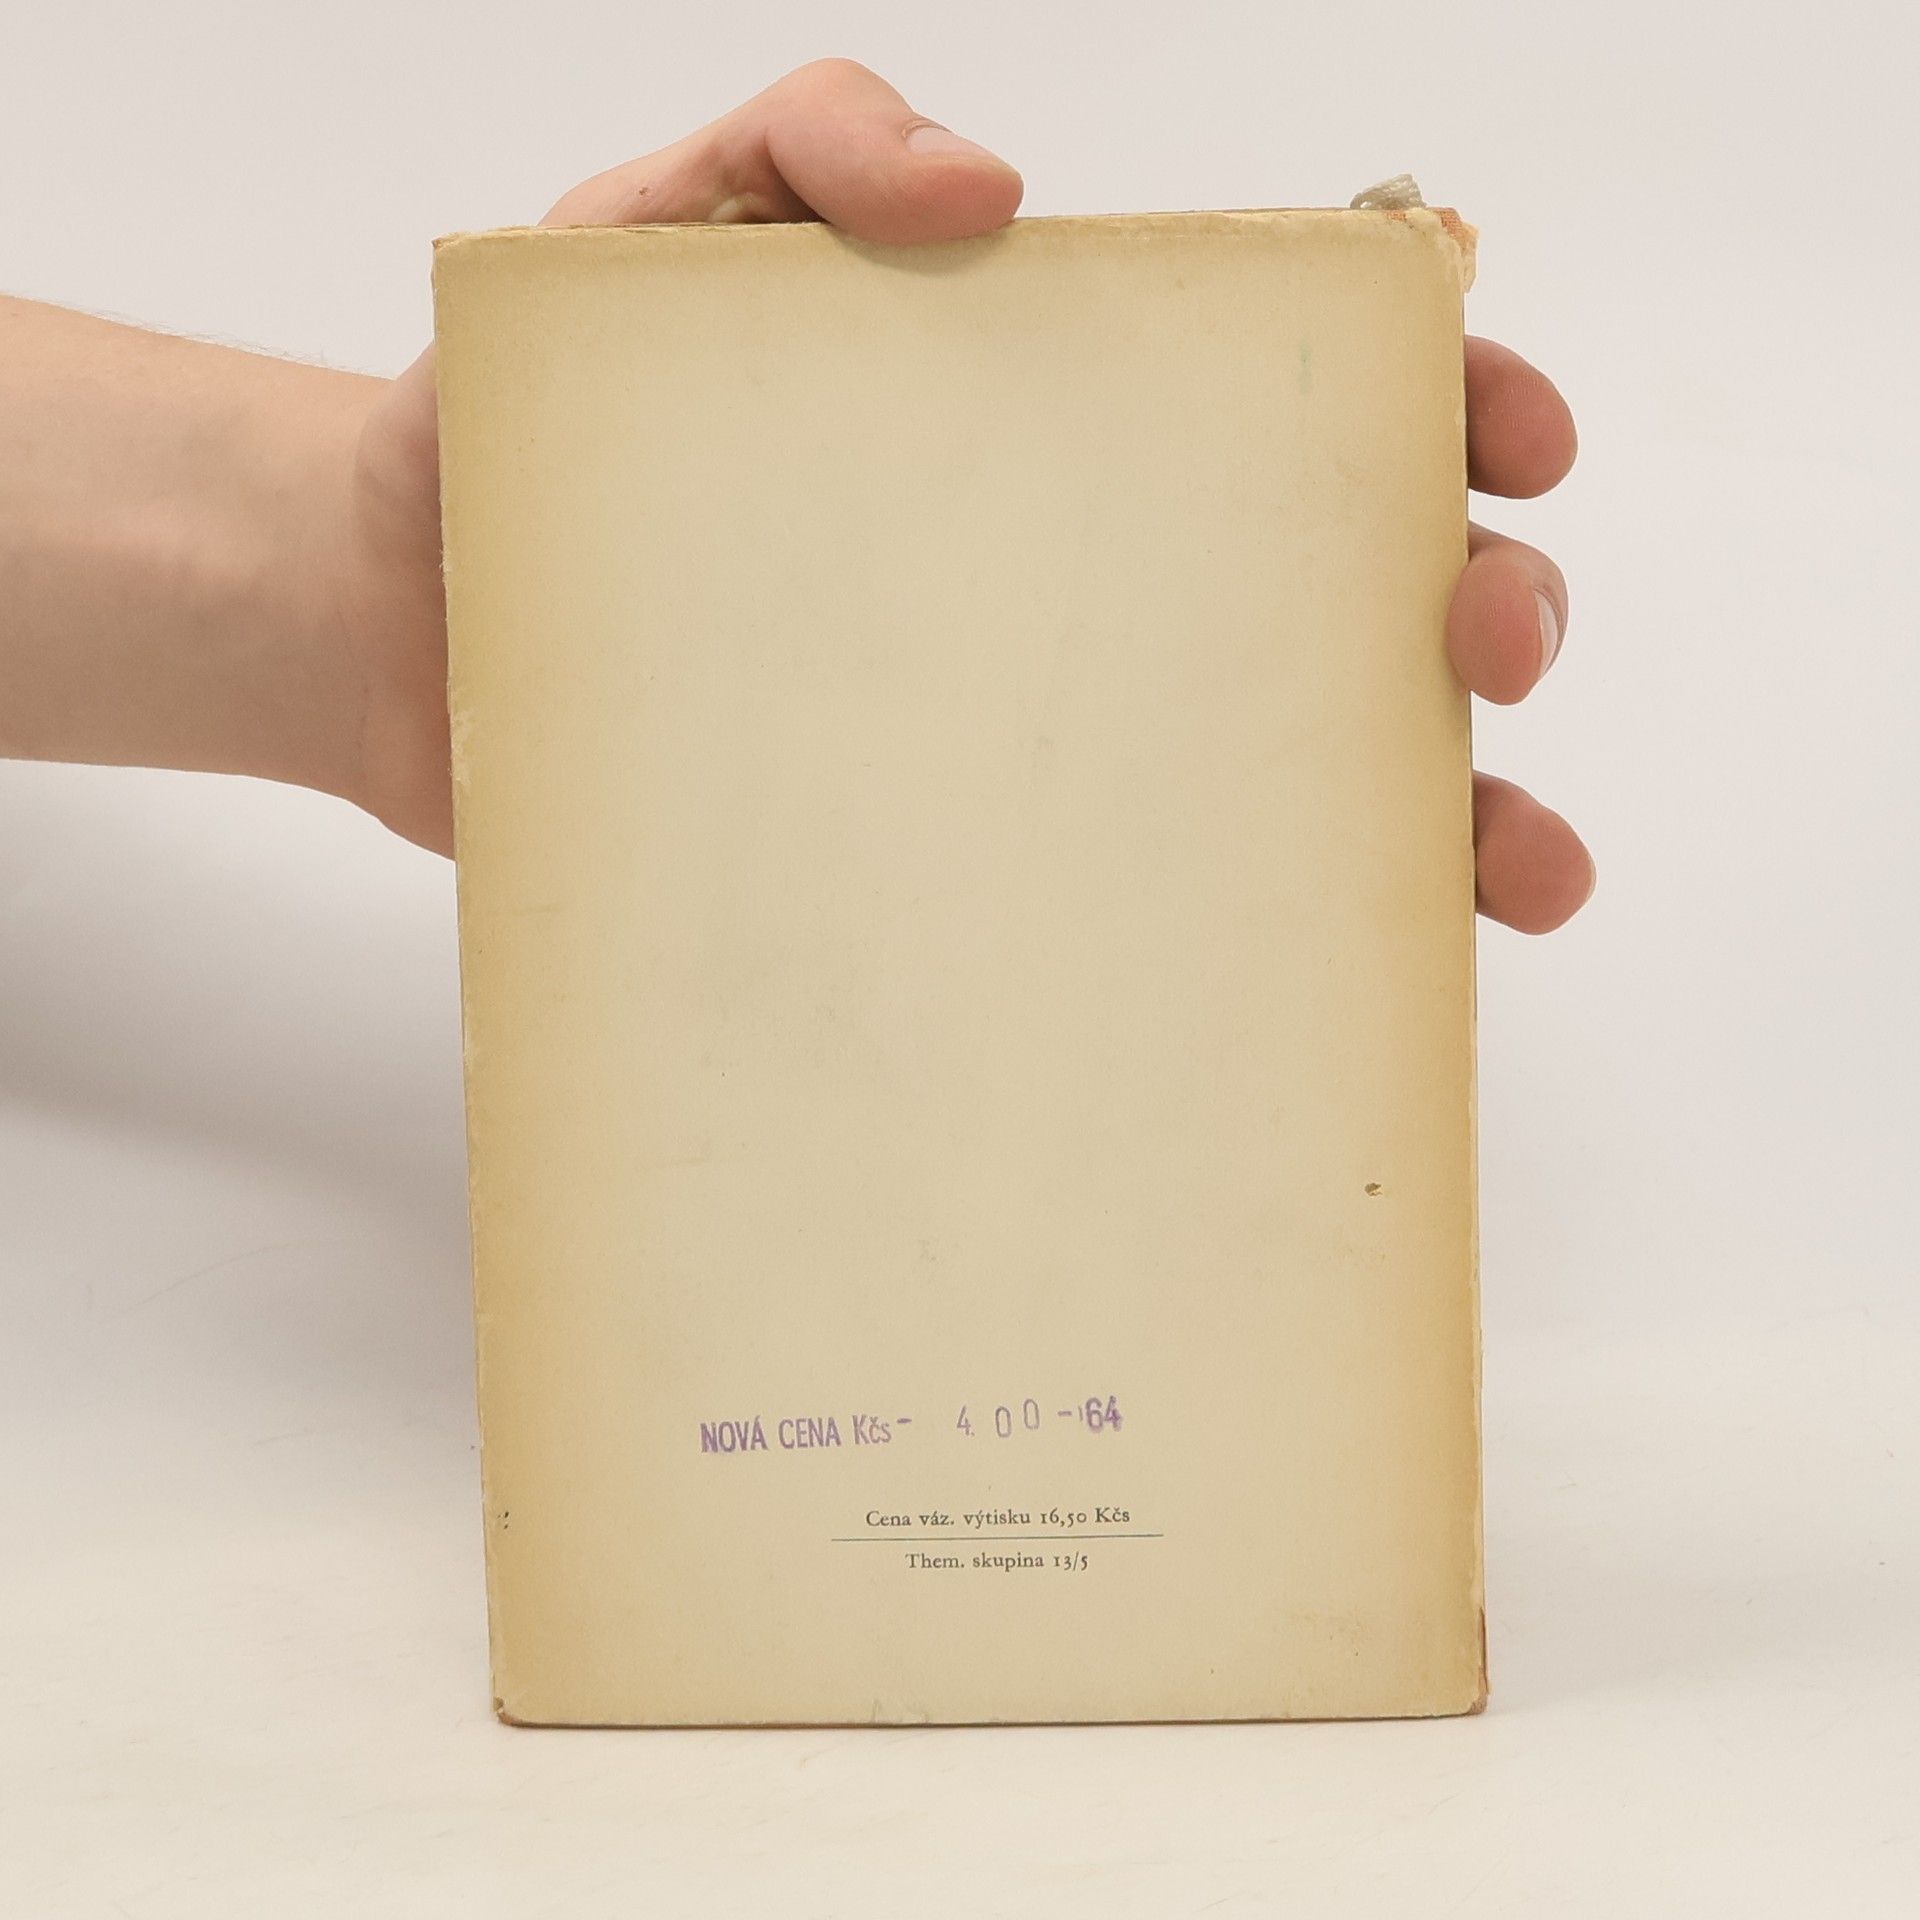 NOVÁ CENA Kčs- 4.00-'64
Cena váz. výtisku 16,50 Kčs
Them. skupina 13/5